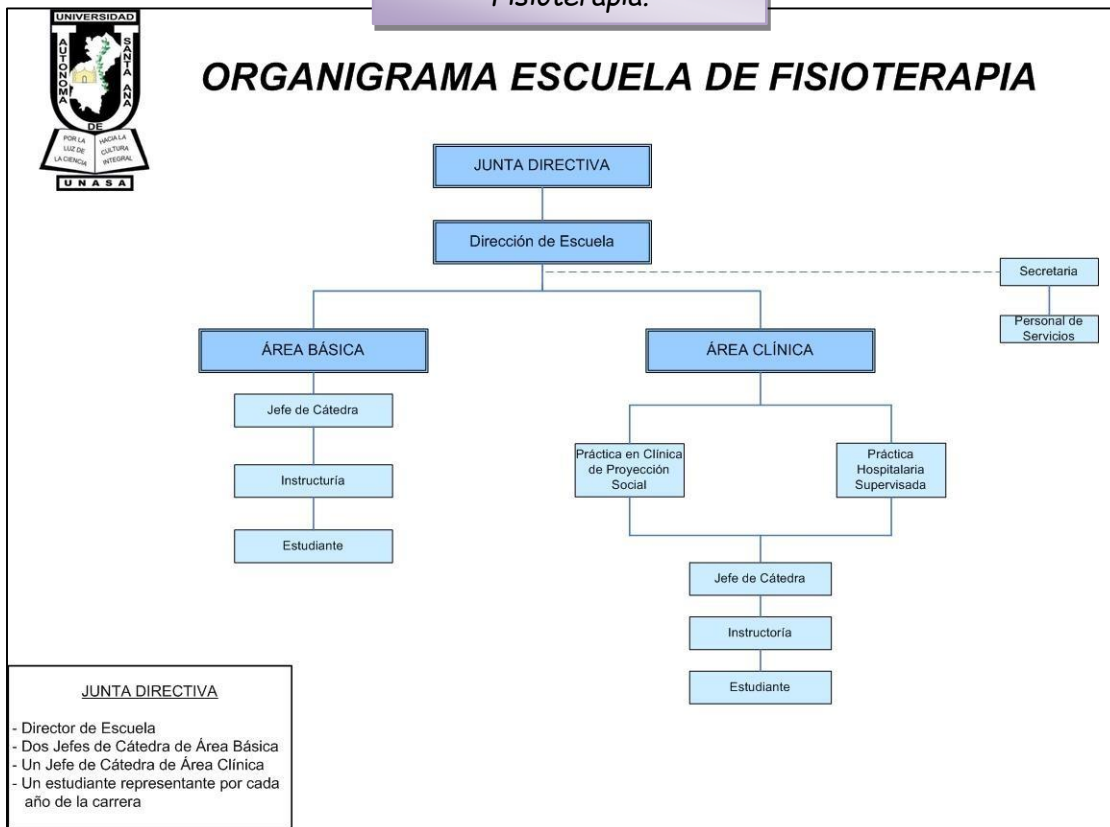 Fisioterapia.
UNIVERSIDAD
AUTONOMA
DE
SANTA ANA
POR LA
LUZ DE
LA CIENCIA
HACIA LA
CULTURA
INTEGRAL
UNASA
ORGANIGRAMA ESCUELA DE FISIOTERAPIA
JUNTA DIRECTIVA
Dirección de Escuela
Secretaria
Personal de
Servicios
ÁREA BÁSICA
ÁREA CLÍNICA
Jefe de Cátedra
Instructuría
Estudiante
Práctica en Clínica
de Proyección
Social
Práctica
Hospitalaria
Supervisada
Jefe de Cátedra
Instructoría
Estudiante
JUNTA DIRECTIVA
- Director de Escuela
- Dos Jefes de Cátedra de Área Básica
- Un Jefe de Cátedra de Área Clínica
- Un estudiante representante por cada
año de la carrera